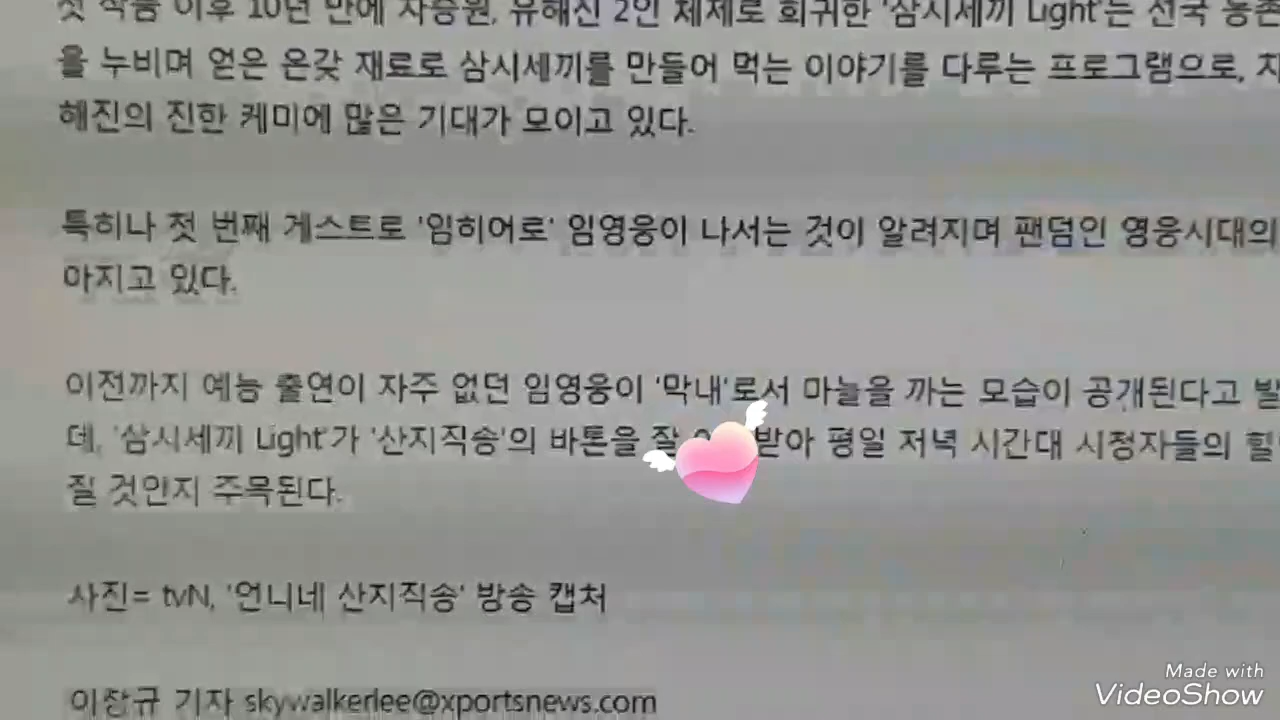 첫 작품 이후 10년 만에 차승원, 유해진 2인 체제로 회귀한 '삼시세끼 Light'는 전국 농촌
을 누비며 얻은 온갖 재료로 삼시세끼를 만들어 먹는 이야기를 다루는 프로그램으로,
해진의 진한 케미에 많은 기대가 모이고 있다.
특히나 첫 번째 게스트로 '임히어로' 임영웅이 나서는 것이 알려지며 팬덤인 영웅시대의
아지고 있다.
이전까지 예능 출연이 자주 없던 임영웅이 '막내'로서 마늘을 까는 모습이 공개된다고
데, '삼시세끼 Light'가 '산지직송'의 바톤을 잘 받아 평일 저녁 시간대 시청자들의
질 것인지 주목된다.
사진= tvN, '언니네 산지직송' 방송 캡처
이창규 기자 skywalkerlee@xportsnews.com
Made with
VideoShow